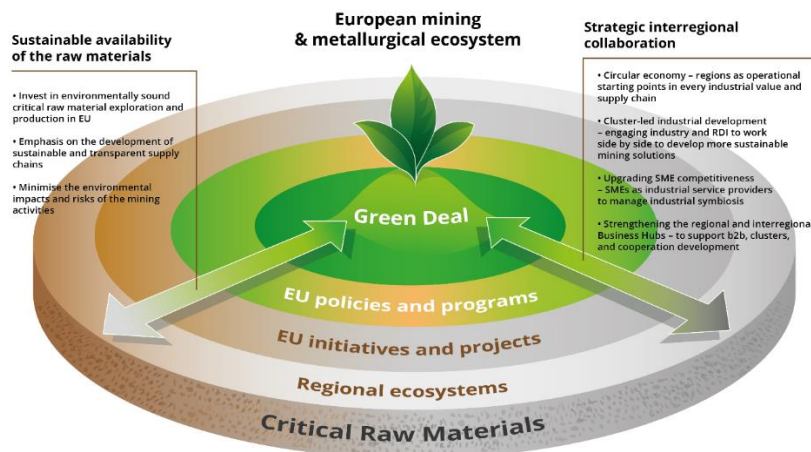 European mining
& metallurgical ecosystem
Sustainable availability
of the raw materials
• Invest in environmentally sound
critical raw material exploration and
production in EU
• Emphasis on the development of
sustainable and transparent supply
chains
• Minimise the environmental
impacts and risks of the mining
activities
Strategic interregional
collaboration
• Circular economy – regions as operational
starting points in every industrial value and
supply chain
• Cluster-led industrial development
– engaging industry and RDI to work
side by side to develop more sustainable
mining solutions
• Upgrading SME competitiveness
– SMEs as industrial service providers
to manage industrial symbiosis
• Strengthening the regional and interregional
Business Hubs – to support b2b, clusters,
and cooperation development
Green Deal
EU policies and programs
EU initiatives and projects
Regional ecosystems
Critical Raw Materials